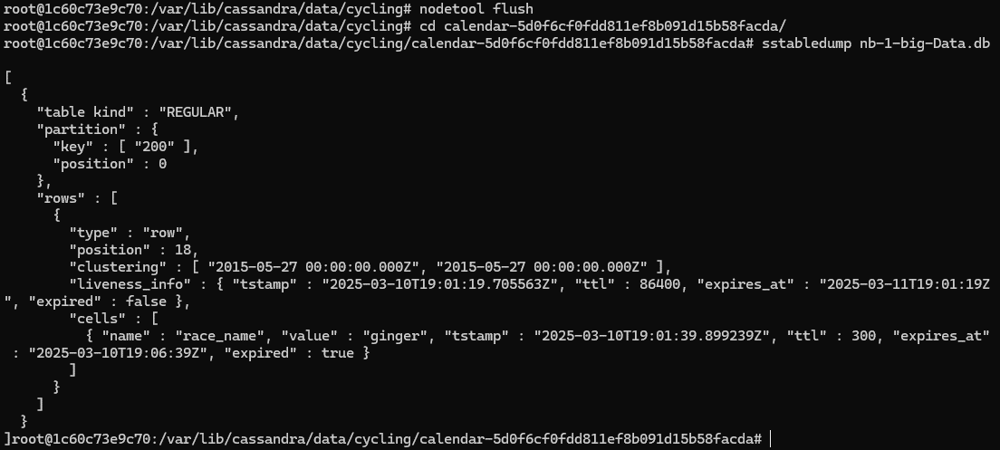 root@1c60c73e9c70:/var/lib/cassandra/data/cycling# nodetool flush
root@1c60c73e9c70:/var/lib/cassandra/data/cycling# cd calendar-5d0f6cf0fdd811ef8b091d15b58facda/
root@1c60c73e9c70:/var/lib/cassandra/data/cycling/calendar-5d0f6cf0fdd811ef8b091d15b58facda# sstabledump nb-1-big-Data.db
[
  {
    "table kind" : "REGULAR",
    "partition" : {
      "key" : [ "200" ],
      "position" : 0
    },
    "rows" : [
      {
        "type" : "row",
        "position" : 18,
        "clustering" : [ "2015-05-27 00:00:00.000Z", "2015-05-27 00:00:00.000Z" ],
        "liveness_info" : { "tstamp" : "2025-03-10T19:01:19.705563Z", "ttl" : 86400, "expires_at" : "2025-03-11T19:01:19Z
", "expired" : false },
        "cells" : [
          { "name" : "race_name", "value" : "ginger", "tstamp" : "2025-03-10T19:01:39.899239Z", "ttl" : 300, "expires_at"
 : "2025-03-10T19:06:39Z", "expired" : true }
        ]
      }
    ]
  }
]root@1c60c73e9c70:/var/lib/cassandra/data/cycling/calendar-5d0f6cf0fdd811ef8b091d15b58facda#